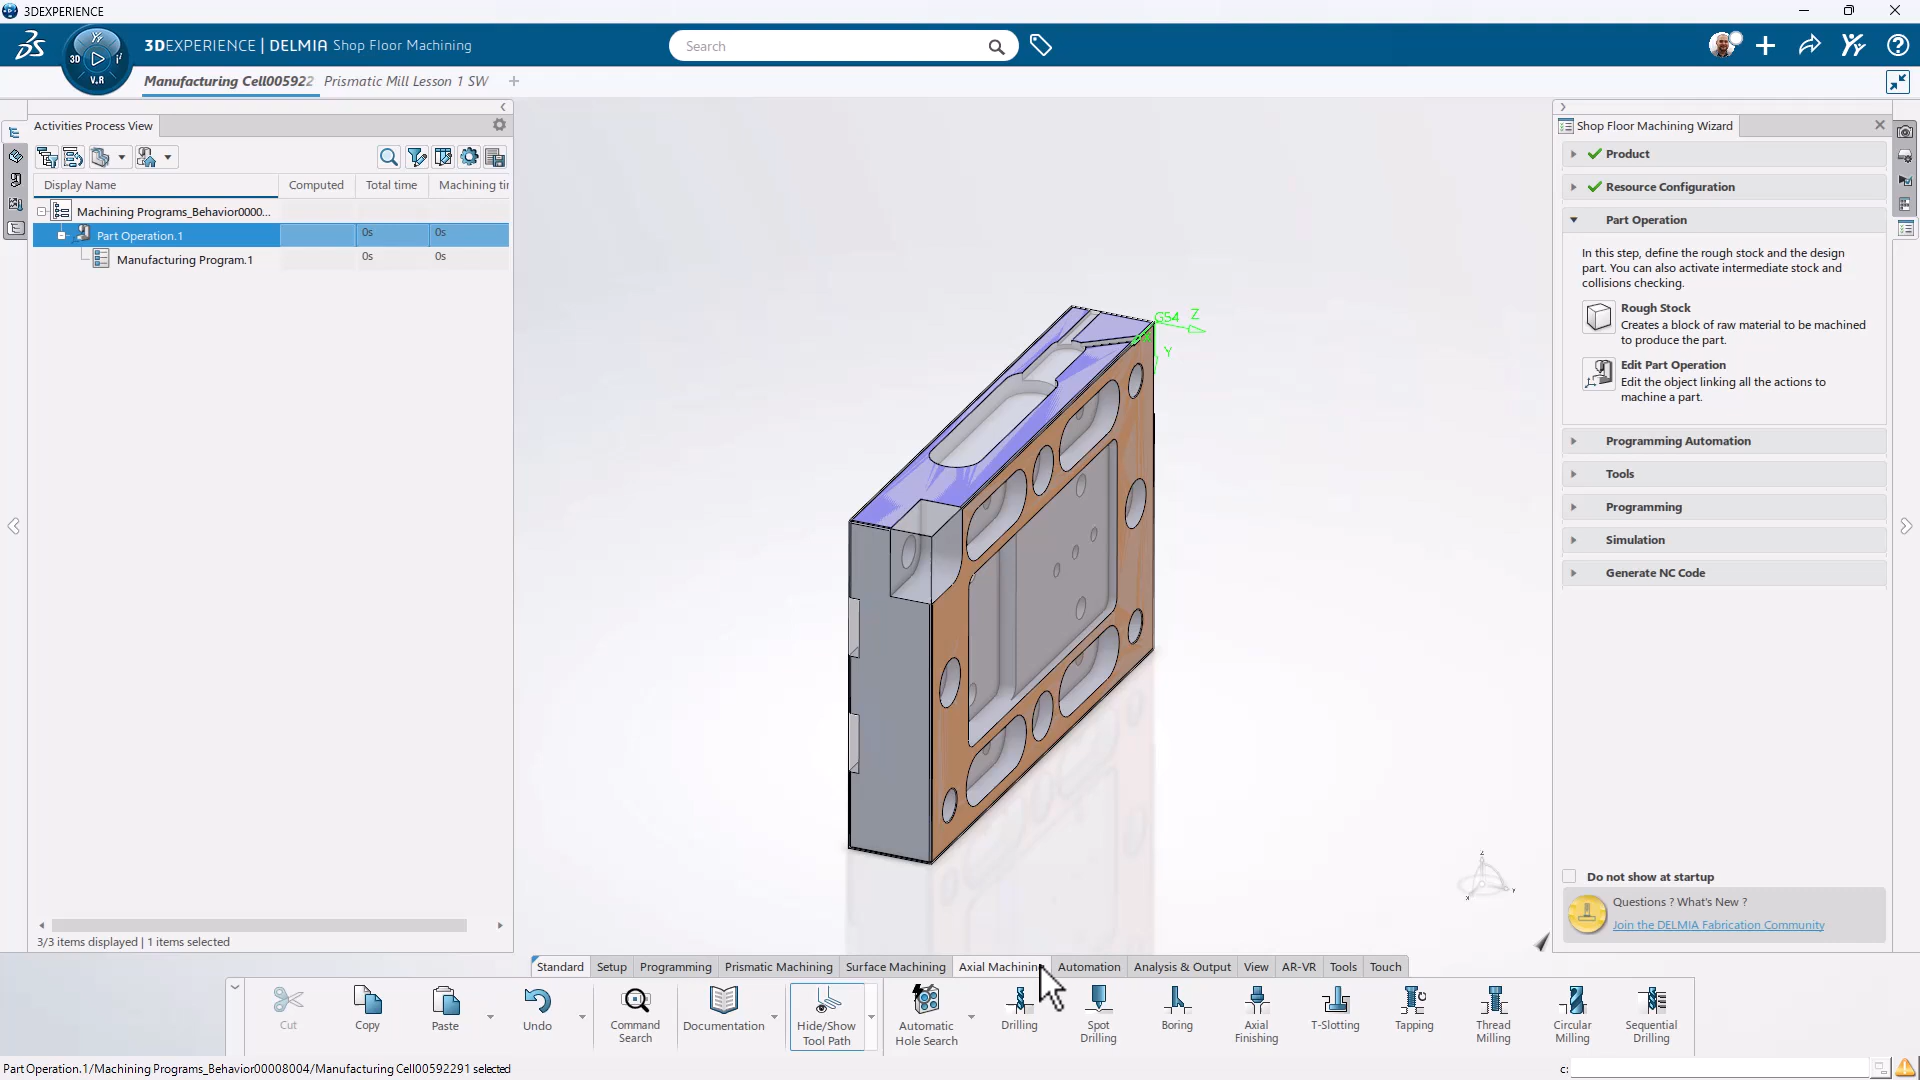 3DEXPERIENCE
3DEXPERIENCE | DELMIA Shop Floor Machining
3D
V.R
Search
Manufacturing Cell005922
Prismatic Mill Lesson 1 SW
Activities Process View
Display Name Computed Total time Machining tir
Machining Programs_Behavior0000...
Part Operation.1 0s 0s
Manufacturing Program.1 0s 0s
3/3 items displayed | 1 items selected
G54 Z
Y
Shop Floor Machining Wizard
Product
Resource Configuration
Part Operation
In this step, define the rough stock and the design
part. You can also activate intermediate stock and
collisions checking.
Rough Stock
Creates a block of raw material to be machined
to produce the part.
Edit Part Operation
Edit the object linking all the actions to
machine a part.
Programming Automation
Tools
Programming
Simulation
Generate NC Code
Do not show at startup
Questions ? What's New ?
Join the DELMIA Fabrication Community
Standard Setup Programming Prismatic Machining Surface Machining Axial Machining Automation Analysis & Output View AR-VR Tools Touch
Cut
Copy
Paste
Undo
Command
Search
Documentation
Hide/Show
Tool Path
Automatic
Hole Search
Drilling
Spot
Drilling
Boring
Axial
Finishing
T-Slotting
Tapping
Thread
Milling
Circular
Milling
Sequential
Drilling
Part Operation.1/Machining Programs_Behavior00008004/Manufacturing Cell00592291 selected
c: